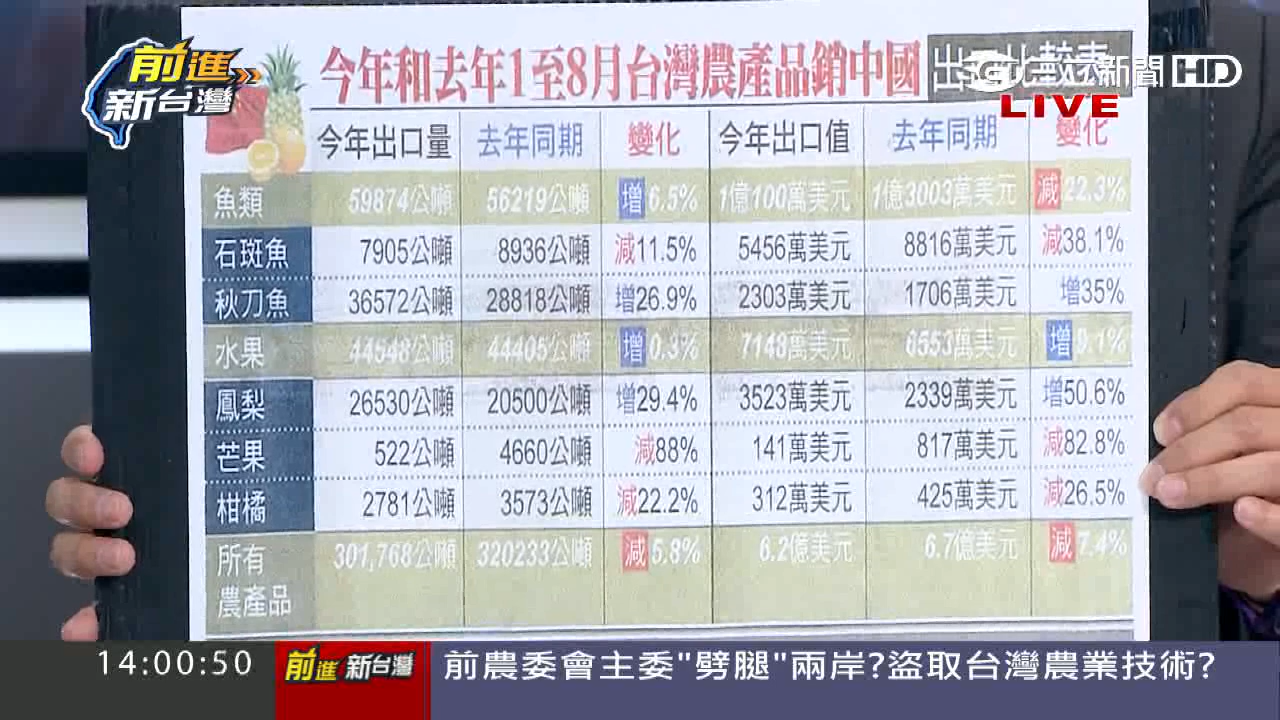 前進
新台灣
今年和去年1至8月台灣農產品銷中國
三立新聞HD
LIVE
今年出口量 去年同期 變化 今年出口值 去年同期 變化
魚類 59874公噸 56219公噸 增6.5% 1億100萬美元 1億3003萬美元 減22.3%
石斑魚 7905公噸 8936公噸 減11.5% 5456萬美元 8816萬美元 減38.1%
秋刀魚 36572公噸 28818公噸 增26.9% 2303萬美元 1706萬美元 增35%
水果 44548公噸 44405公噸 增0.3% 7148萬美元 6553萬美元 增9.1%
鳳梨 26530公噸 20500公噸 增29.4% 3523萬美元 2339萬美元 增50.6%
芒果 522公噸 4660公噸 減88% 141萬美元 817萬美元 減82.8%
柑橘 2781公噸 3573公噸 減22.2% 312萬美元 425萬美元 減26.5%
所有
農產品 301,768公噸 320233公噸 減5.8% 6.2億美元 6.7億美元 減7.4%
14:00:50 前進新台灣 前農委會主委"劈腿"兩岸?盜取台灣農業技術?